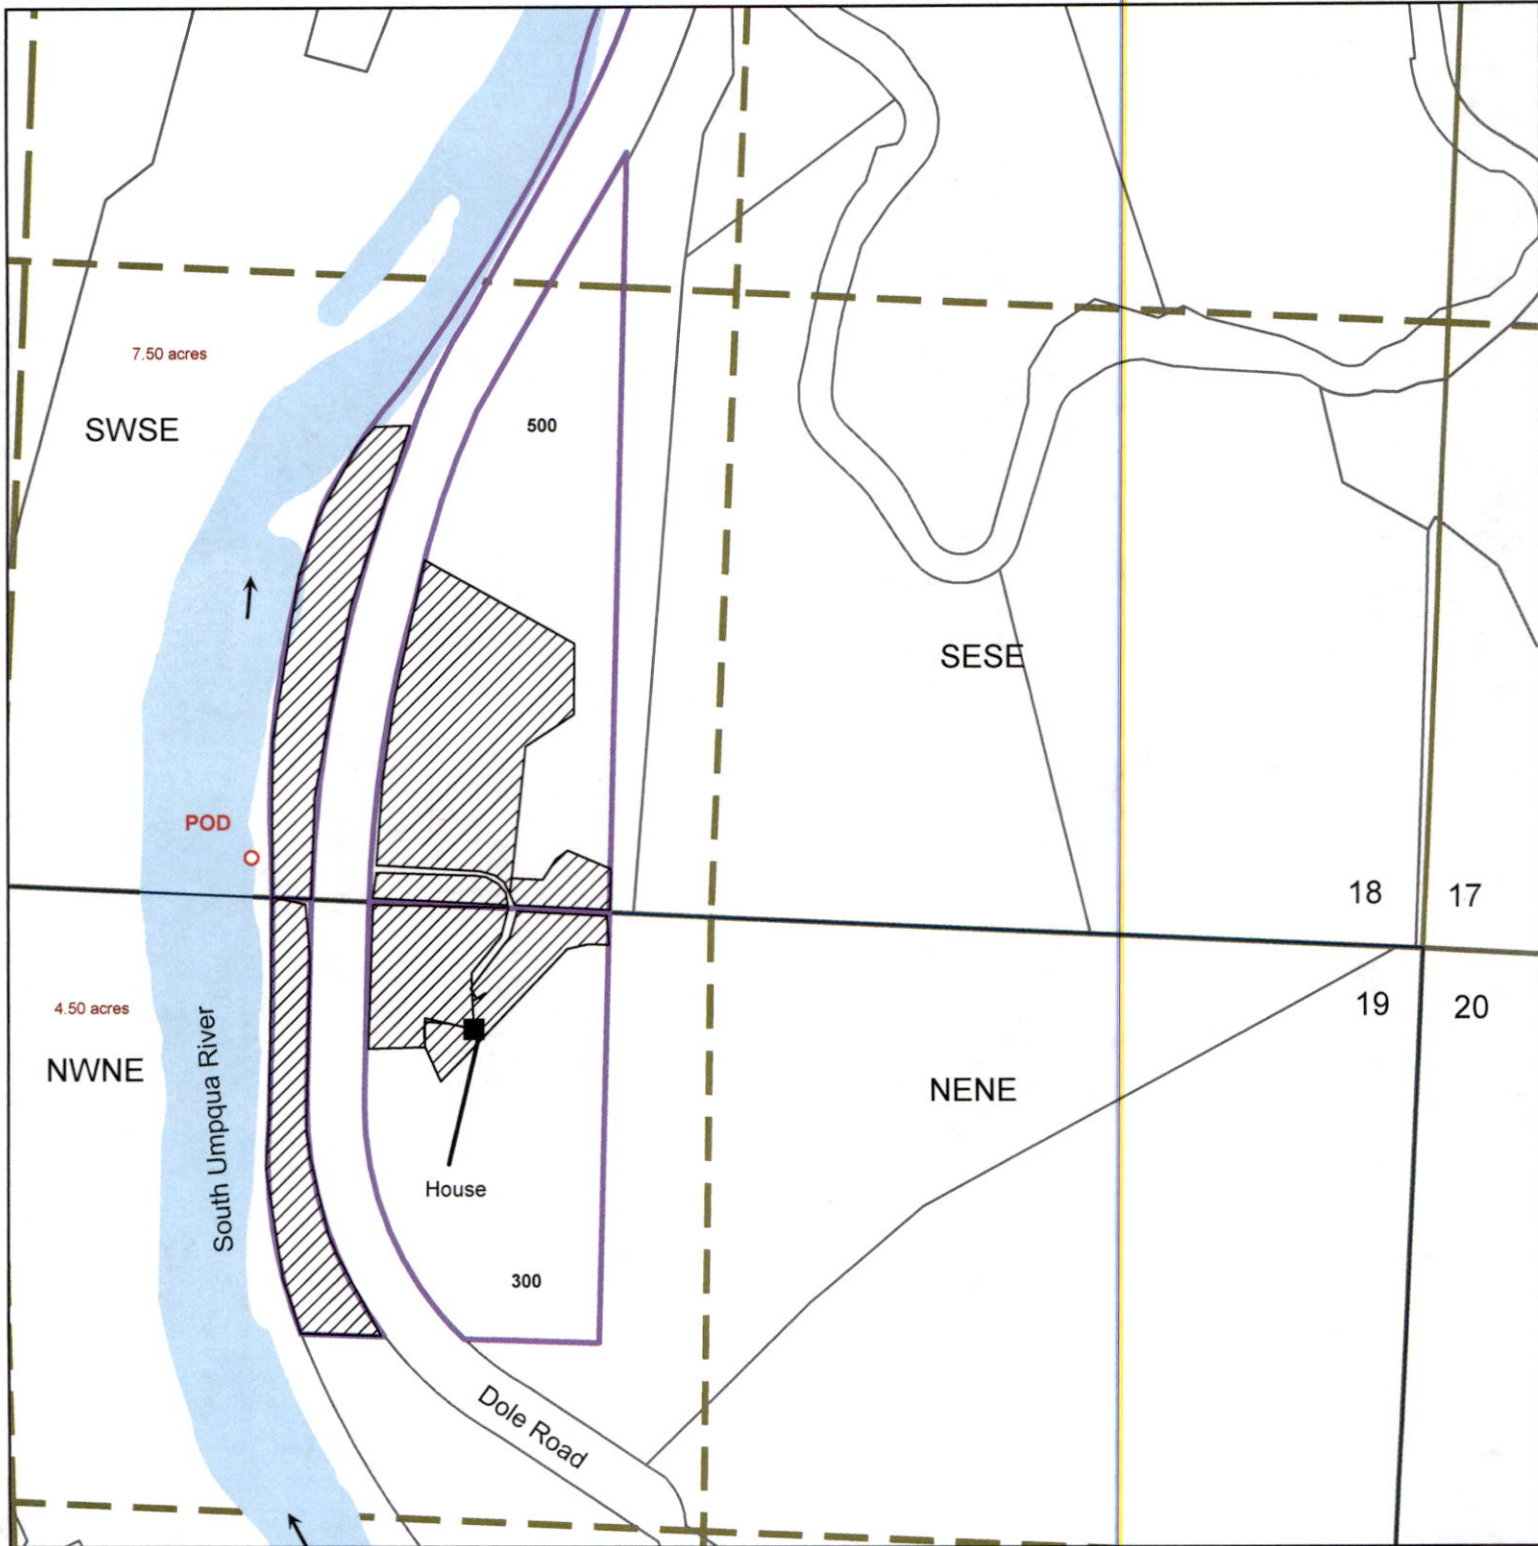 7.50 acres
SWSE
500
SESE
POD
18
17
4.50 acres
19
20
NWNE
NENE
South Umpqua River
House
300
Dole Road